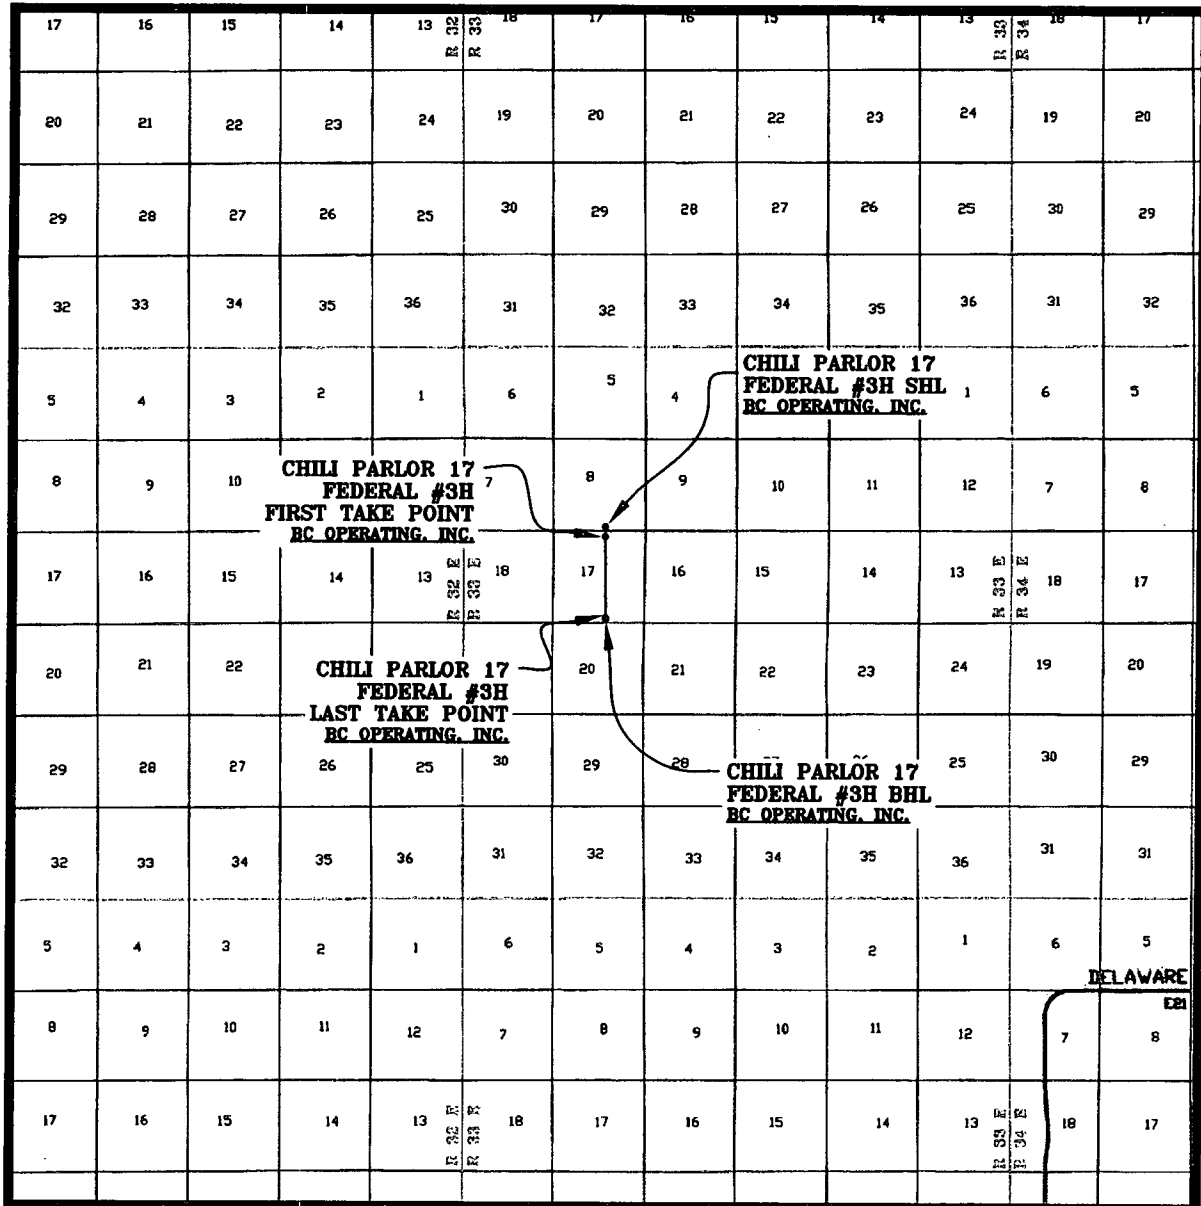 17 16 15 14 13 R 32 R 33 18 17 16 15 14 13 R 33 R 34 18 17
20 21 22 23 24 19 20 21 22 23 24 19 20
29 28 27 26 25 30 29 28 27 26 25 30 29
32 33 34 35 36 31 32 33 34 35 36 31 32
5 4 3 2 1 6 5 4 1 6 5
CHILI PARLOR 17
FEDERAL #3H SHL
BC OPERATING, INC.
8 9 10 7 8 9 10 11 12 7 8
CHILI PARLOR 17
FEDERAL #3H
FIRST TAKE POINT
BC OPERATING, INC.
17 16 15 14 13 R 32 E R 33 E 18 17 16 15 14 13 R 33 E R 34 E 18 17
20 21 22 20 21 22 23 24 19 20
CHILI PARLOR 17
FEDERAL #3H
LAST TAKE POINT
BC OPERATING, INC.
29 28 27 26 25 30 29 28 25 30 29
CHILI PARLOR 17
FEDERAL #3H BHL
BC OPERATING, INC.
32 33 34 35 36 31 32 33 34 35 36 31 31
5 4 3 2 1 6 5 4 3 2 1 6 5
DELAWARE
E21
8 9 10 11 12 7 8 9 10 11 12 7 8
17 16 15 14 13 R 32 E R 33 E 18 17 16 15 14 13 R 33 E R 34 E 18 17